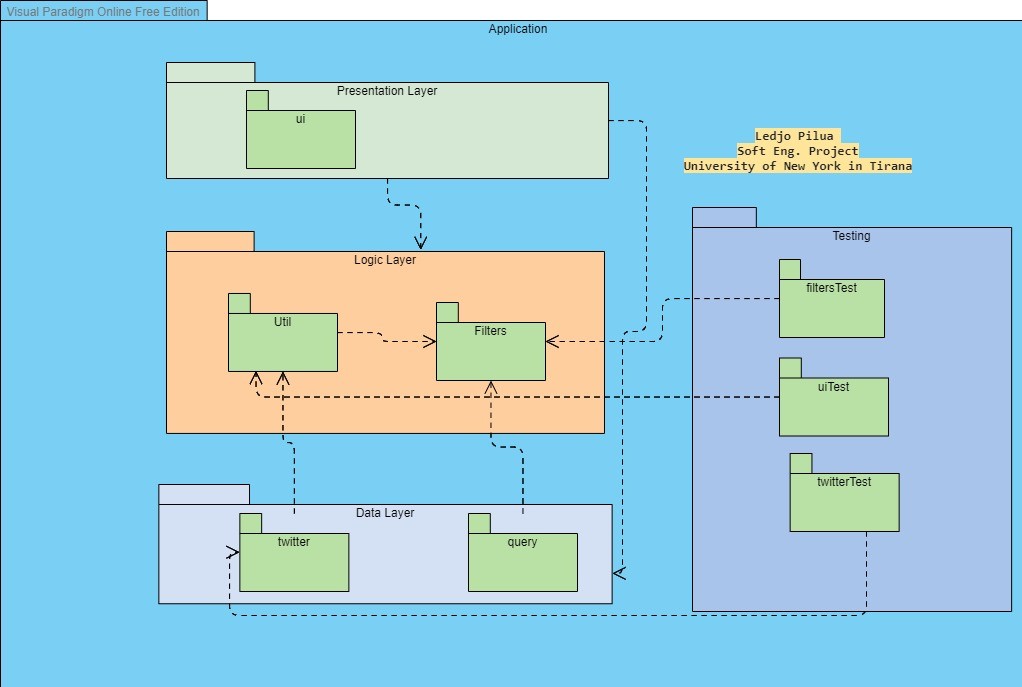 Visual Paradigm Online Free Edition
Application
Presentation Layer
ui
Ledjo Pilua
Soft Eng. Project
University of New York in Tirana
Testing
Logic Layer
filtersTest
Util
Filters
uiTest
twitterTest
Data Layer
twitter
query